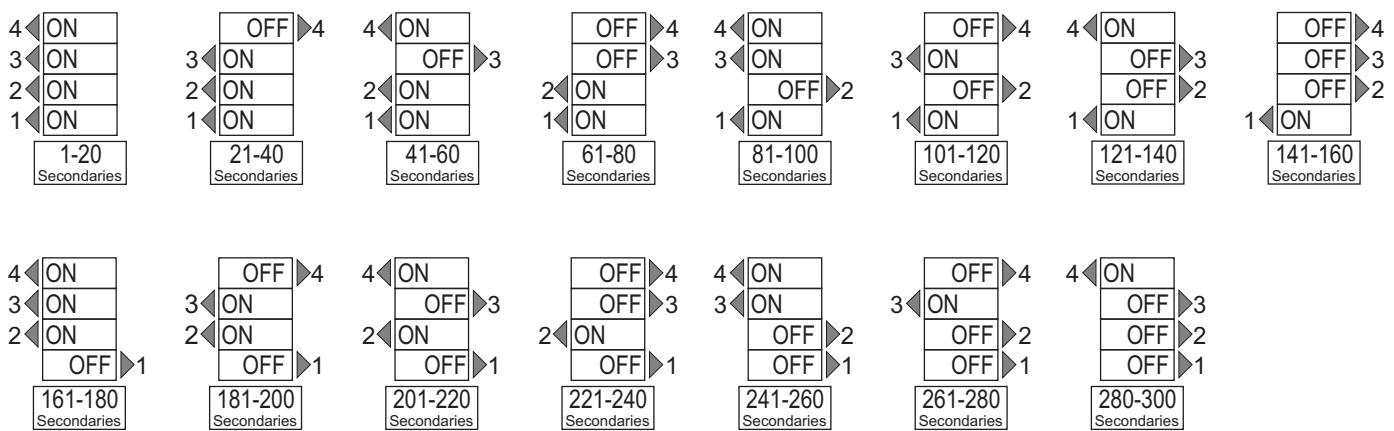 4 ON OFF 4 4 ON OFF 4 4 ON OFF 4 4 ON OFF 4
3 ON 3 ON OFF 3 OFF 3 3 ON 3 ON OFF 3 OFF 3
2 ON 2 ON 2 ON 2 ON OFF 2 OFF 2 OFF 2 OFF 2
1 ON 1 ON 1 ON 1 ON 1 ON 1 ON 1 ON 1 ON
1-20 21-40 41-60 61-80 81-100 101-120 121-140 141-160
Secondaries Secondaries Secondaries Secondaries Secondaries Secondaries Secondaries Secondaries
4 ON OFF 4 4 ON OFF 4 4 ON OFF 4 4 ON
3 ON 3 ON OFF 3 OFF 3 3 ON 3 ON OFF 3
2 ON 2 ON 2 ON 2 ON OFF 2 OFF 2 OFF 2
OFF 1 OFF 1 OFF 1 OFF 1 OFF 1 OFF 1 OFF 1
161-180 181-200 201-220 221-240 241-260 261-280 280-300
Secondaries Secondaries Secondaries Secondaries Secondaries Secondaries Secondaries